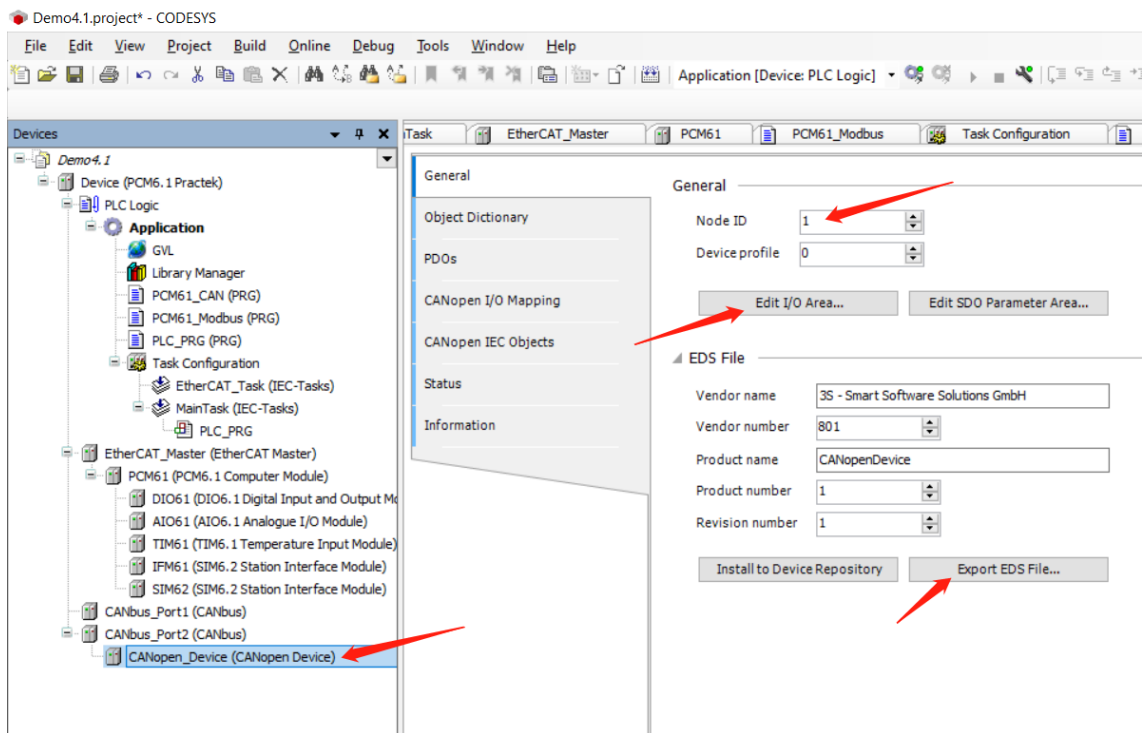 Demo4.1.project* - CODESYS
File Edit View Project Build Online Debug Tools Window Help
Application [Device: PLC Logic]
Devices
Task EtherCAT_Master PCM61 PCM61_Modbus Task Configuration
Demo4.1
Device (PCM6.1 Practek)
PLC Logic
Application
GVL
Library Manager
PCM61_CAN (PRG)
PCM61_Modbus (PRG)
PLC_PRG (PRG)
Task Configuration
EtherCAT_Task (IEC-Tasks)
MainTask (IEC-Tasks)
PLC_PRG
EtherCAT_Master (EtherCAT Master)
PCM61 (PCM6.1 Computer Module)
DIO61 (DIO6.1 Digital Input and Output Mo
AIO61 (AIO6.1 Analogue I/O Module)
TIM61 (TIM6.1 Temperature Input Module)
IFM61 (SIM6.2 Station Interface Module)
SIM62 (SIM6.2 Station Interface Module)
CANbus_Port1 (CANbus)
CANbus_Port2 (CANbus)
CANopen_Device (CANopen Device)
General
Object Dictionary
PDOs
CANopen I/O Mapping
CANopen IEC Objects
Status
Information
General
Node ID 1
Device profile 0
Edit I/O Area... Edit SDO Parameter Area...
EDS File
Vendor name 3S - Smart Software Solutions GmbH
Vendor number 801
Product name CANopenDevice
Product number 1
Revision number 1
Install to Device Repository Export EDS File...